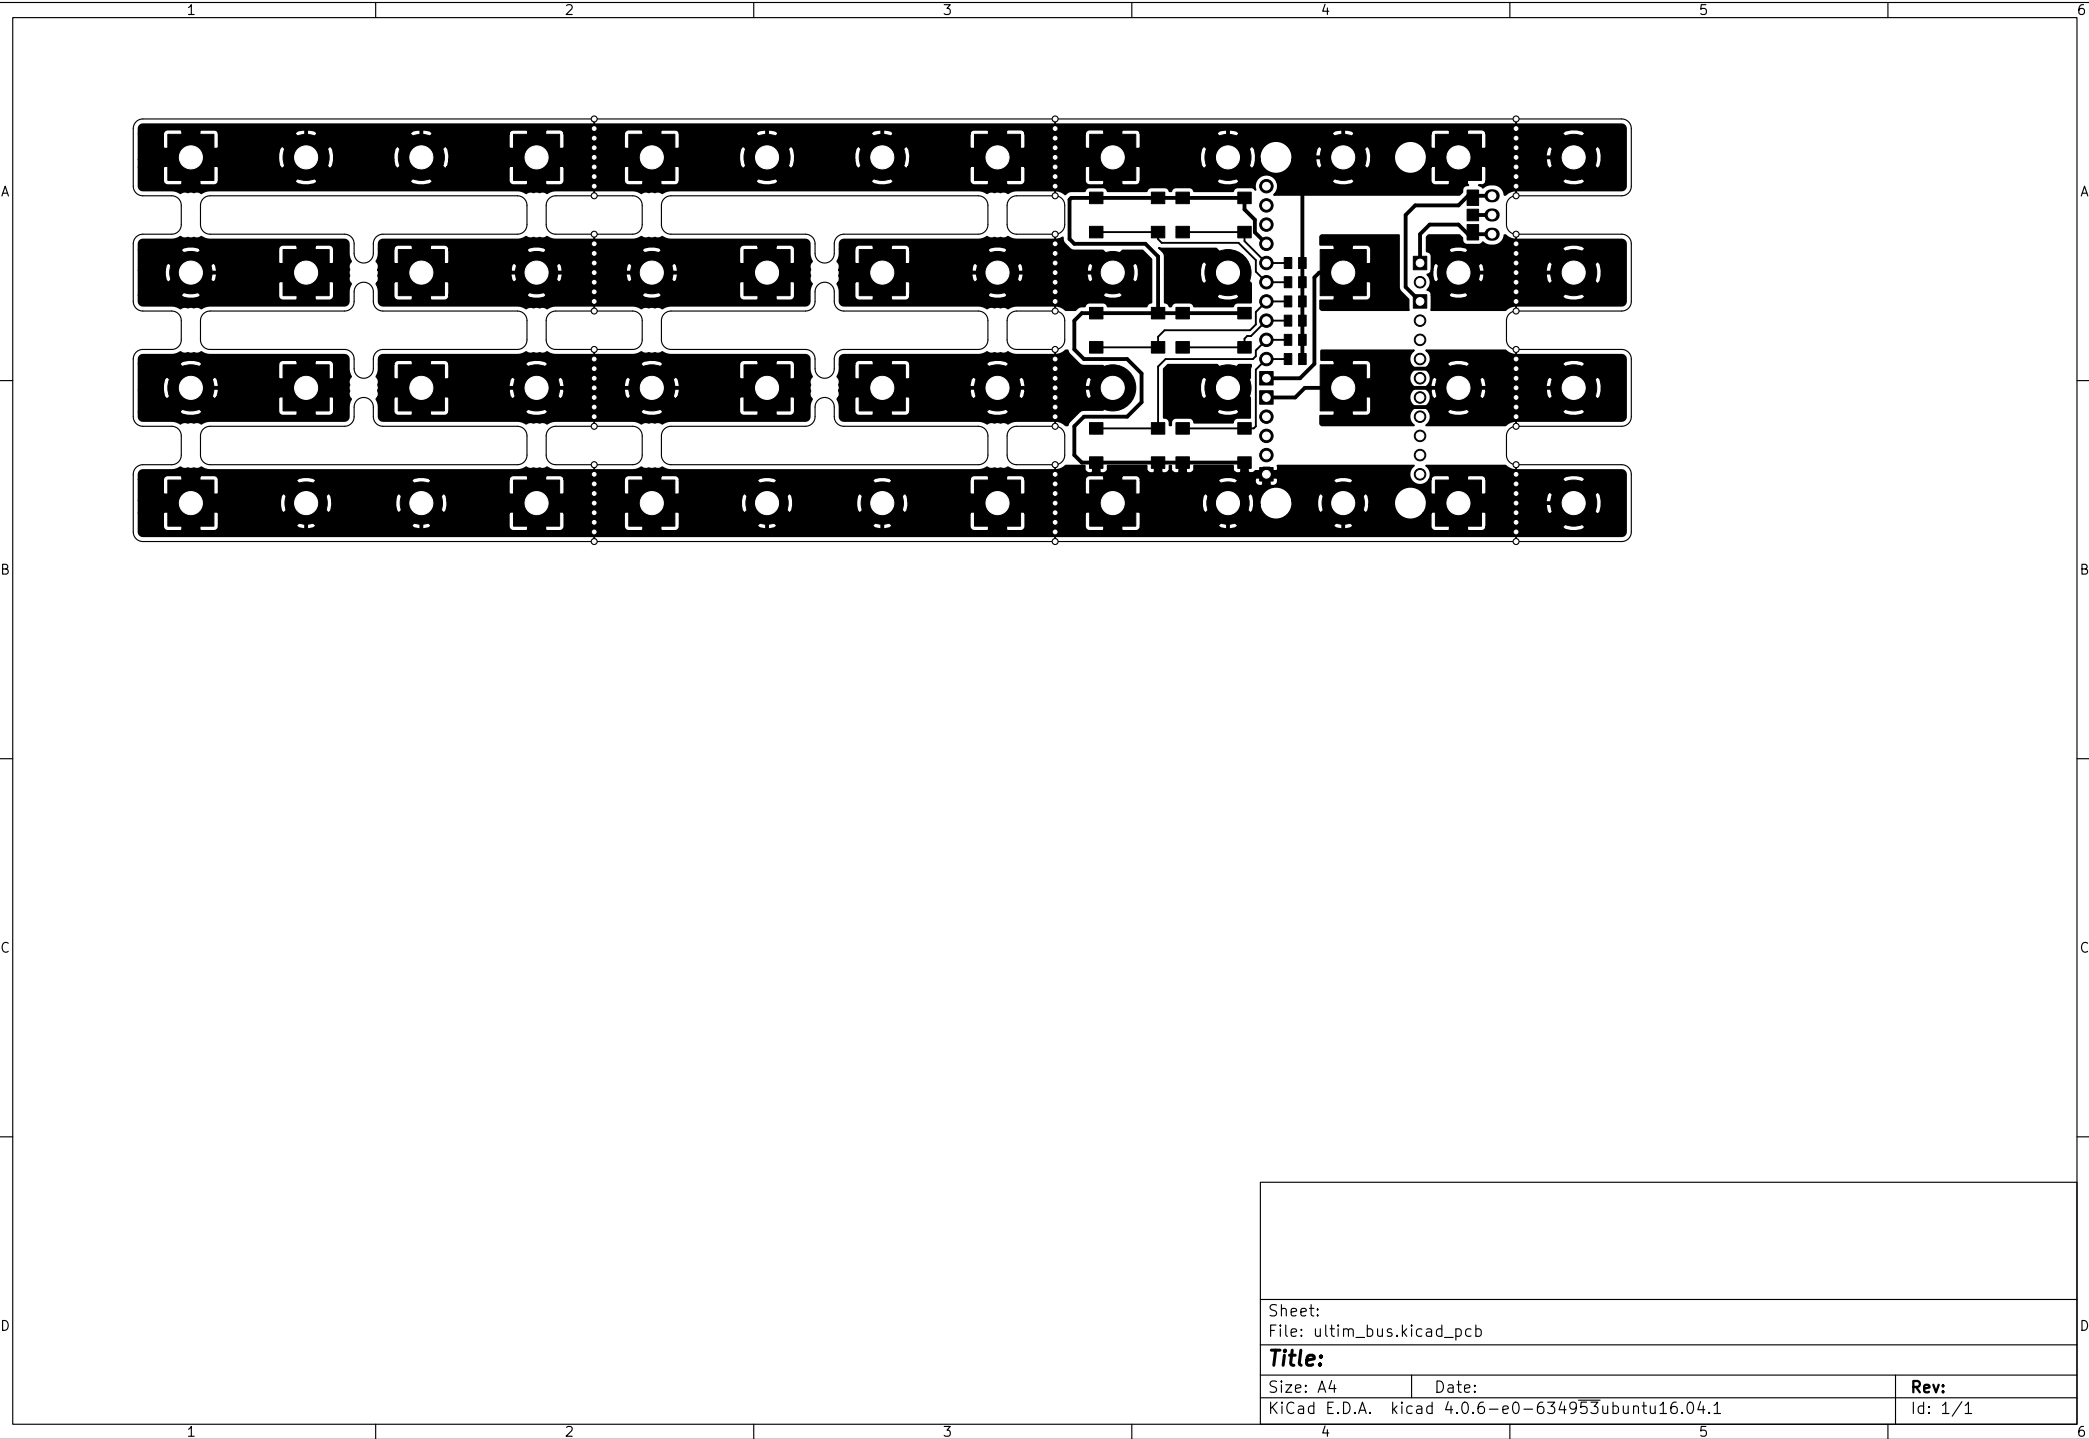 1 2 3 4 5 6
A A
B B
C C
D D
Sheet:
File: ultim_bus.kicad_pcb
Title:
Size: A4 Date: Rev:
KiCad E.D.A. kicad 4.0.6-e0-634953ubuntu16.04.1 Id: 1/1
1 2 3 4 5 6